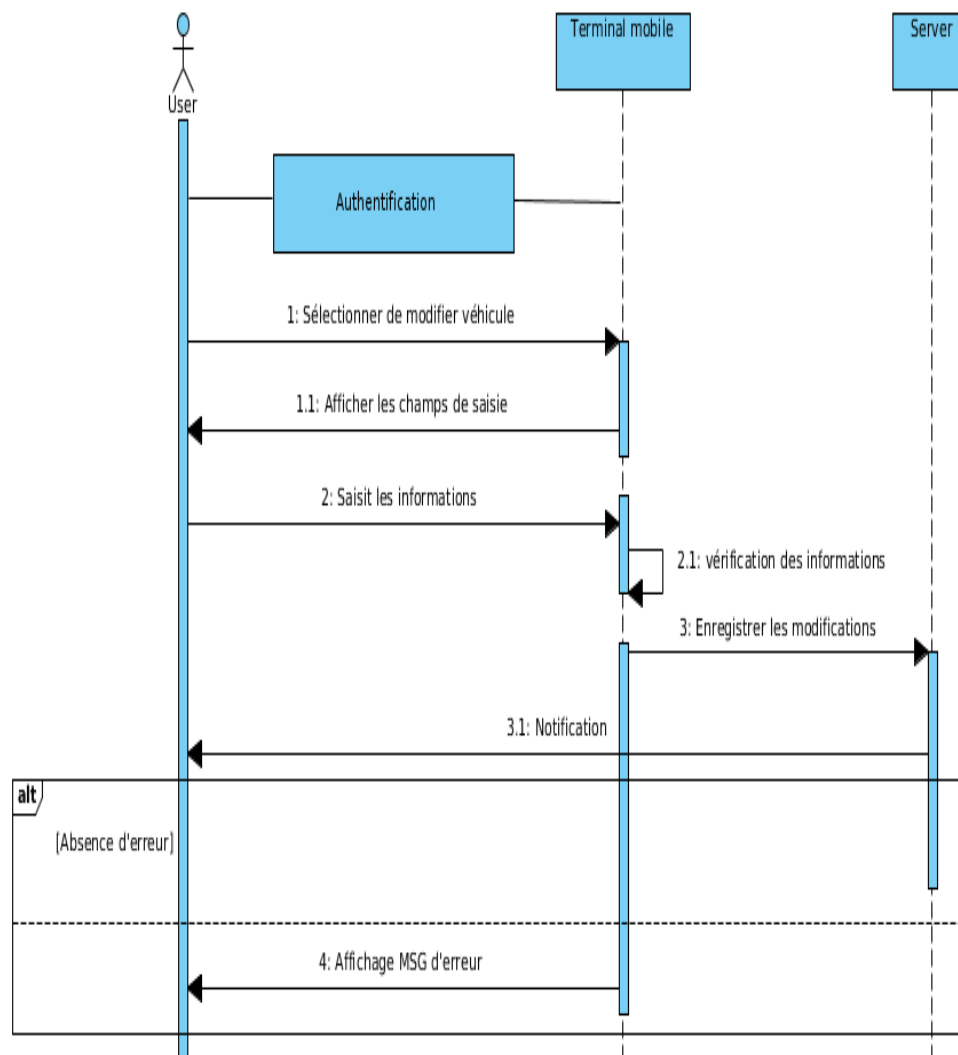 Terminal mobile
Server
User
Authentification
1: Sélectionner de modifier véhicule
1.1: Afficher les champs de saisie
2: Saisit les informations
2.1: vérification des informations
3: Enregistrer les modifications
3.1: Notification
alt
[Absence d'erreur]
4: Affichage MSG d'erreur